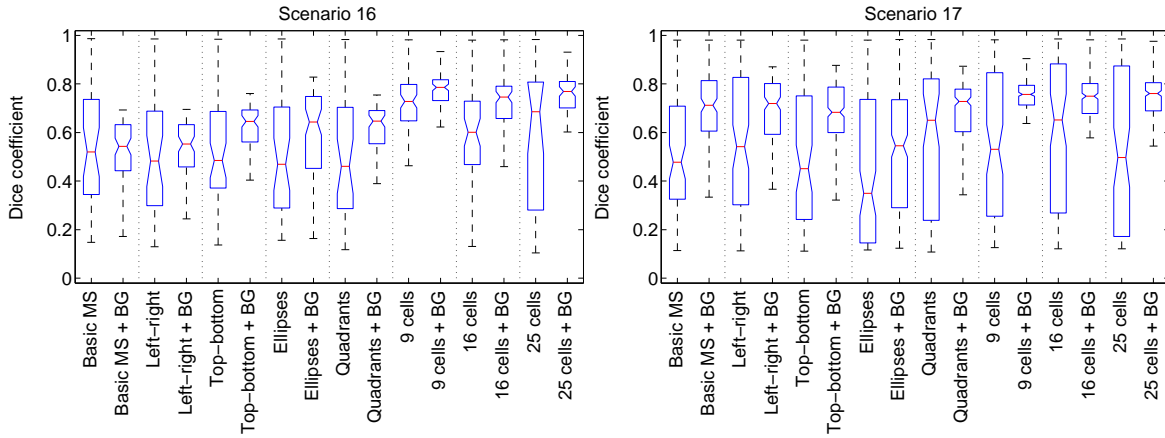 Scenario 16
1
0.8
0.6
0.4
0.2
0
Dice coefficient
Basic MS
Basic MS + BG
Left−right
Left−right + BG
Top−bottom
Top−bottom + BG
Ellipses
Ellipses + BG
Quadrants
Quadrants + BG
9 cells
9 cells + BG
16 cells
16 cells + BG
25 cells
25 cells + BG
Scenario 17
1
0.8
0.6
0.4
0.2
0
Dice coefficient
Basic MS
Basic MS + BG
Left−right
Left−right + BG
Top−bottom
Top−bottom + BG
Ellipses
Ellipses + BG
Quadrants
Quadrants + BG
9 cells
9 cells + BG
16 cells
16 cells + BG
25 cells
25 cells + BG